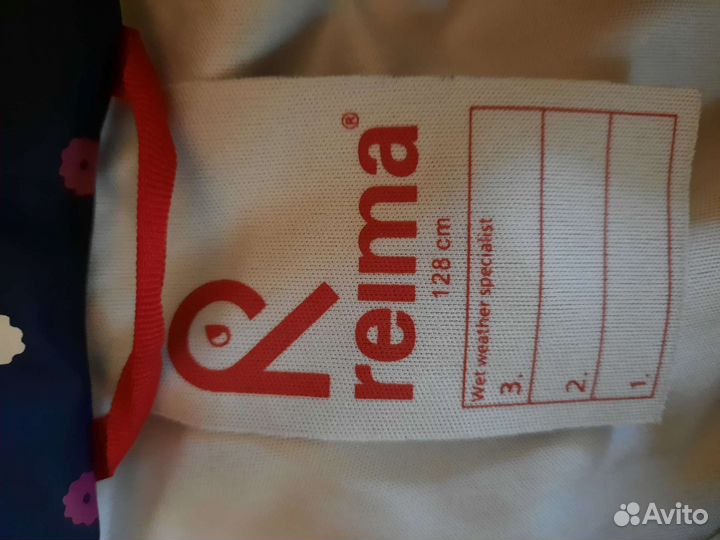 reima®
128 cm
Wet weather specialist
3.
2.
1.
Avito